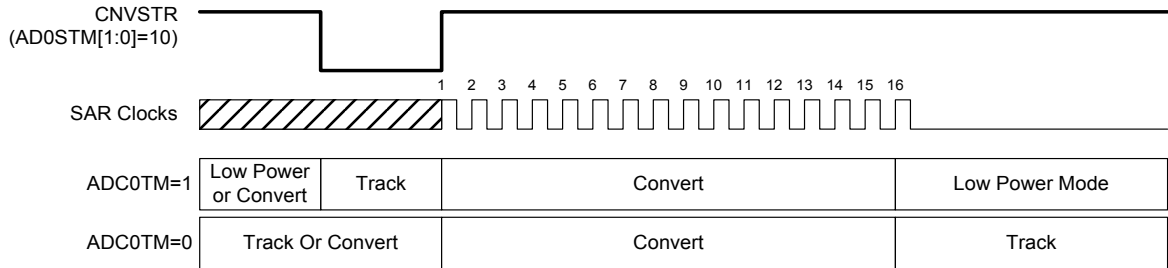 CNVSTR
(AD0STM[1:0]=10)
1 2 3 4 5 6 7 8 9 10 11 12 13 14 15 16
SAR Clocks
ADC0TM=1
Low Power
or Convert
Track
Convert
Low Power Mode
ADC0TM=0
Track Or Convert
Convert
Track